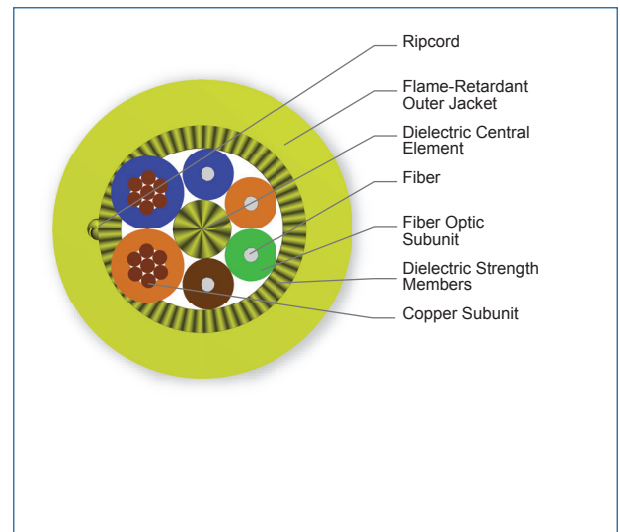 Ripcord
Flame-Retardant
Outer Jacket
Dielectric Central
Element
Fiber
Fiber Optic
Subunit
Dielectric Strength
Members
Copper Subunit